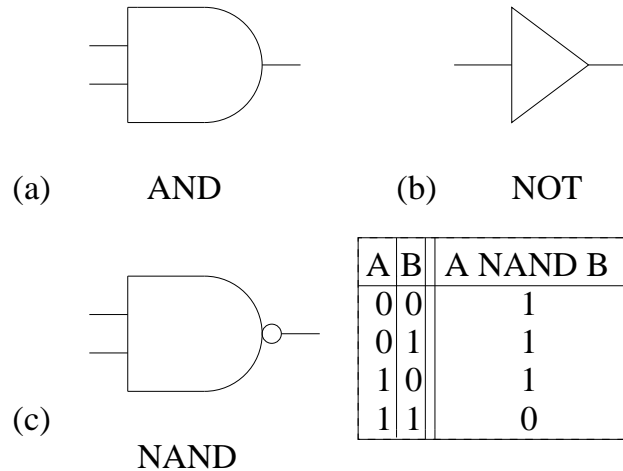 (a) AND
(b) NOT
(c)
NAND
A B A NAND B
0 0 1
0 1 1
1 0 1
1 1 0